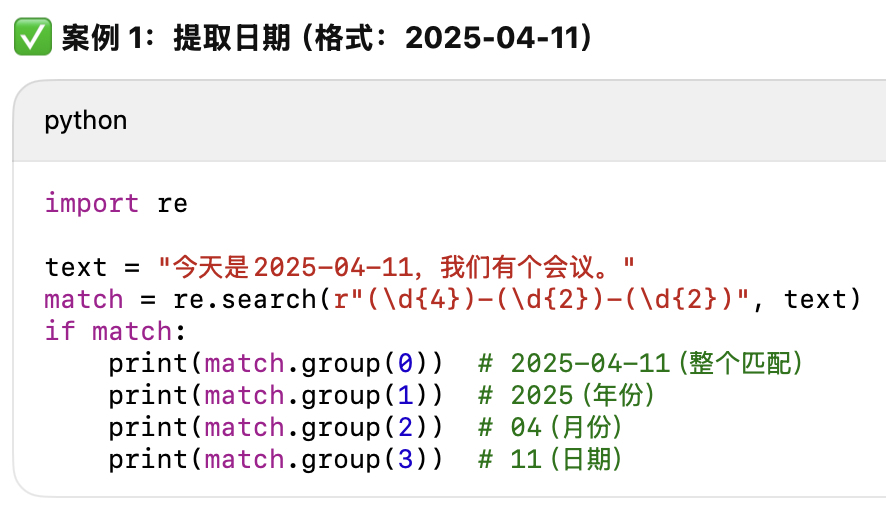 ✅ 案例 1：提取日期（格式：2025-04-11）
python
import re
text = "今天是2025-04-11，我们有个会议。"
match = re.search(r"(\d{4})-(\d{2})-(\d{2})", text)
if match:
    print(match.group(0))  # 2025-04-11（整个匹配）
    print(match.group(1))  # 2025（年份）
    print(match.group(2))  # 04（月份）
    print(match.group(3))  # 11（日期）